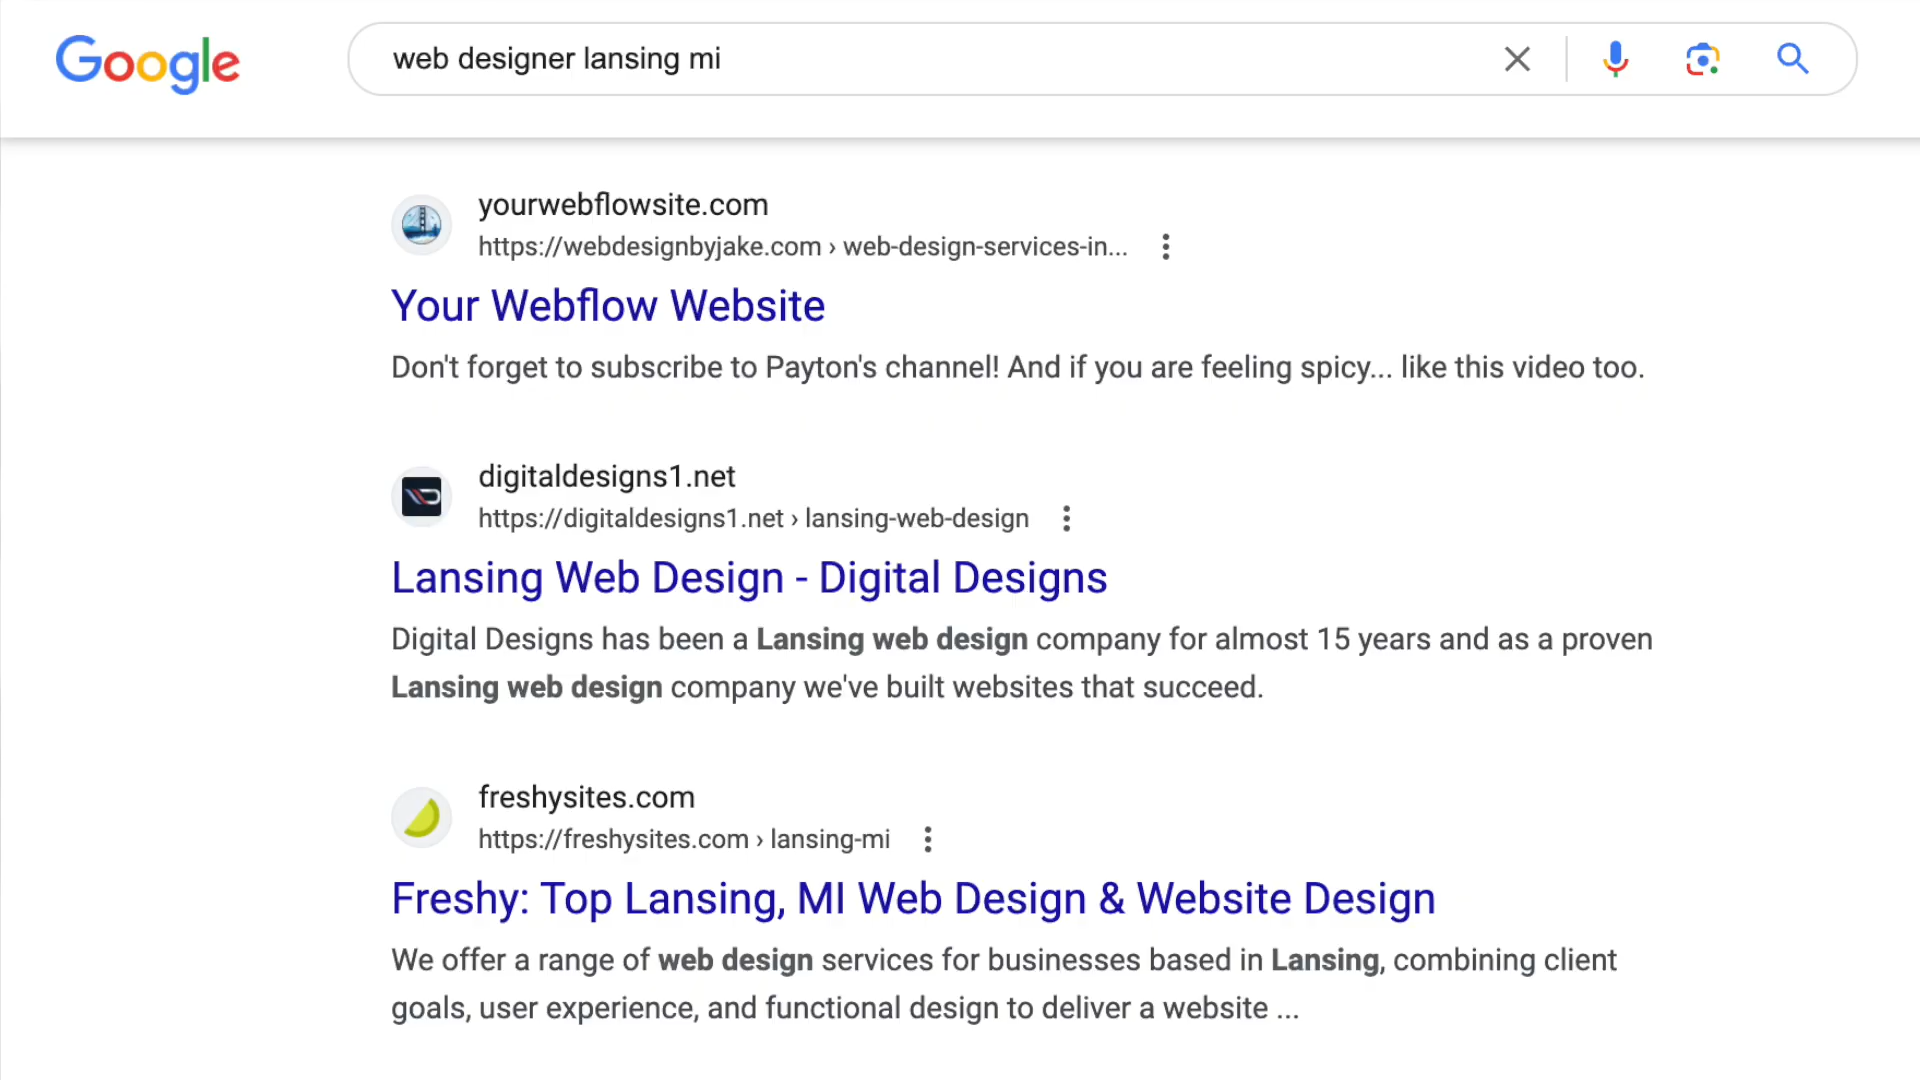 Google
web designer lansing mi
yourwebflowsite.com
https://webdesignbyjake.com › web-design-services-in...
Your Webflow Website
Don't forget to subscribe to Payton's channel! And if you are feeling spicy... like this video too.
digitaldesigns1.net
https://digitaldesigns1.net › lansing-web-design
Lansing Web Design - Digital Designs
Digital Designs has been a Lansing web design company for almost 15 years and as a proven
Lansing web design company we've built websites that succeed.
freshysites.com
https://freshysites.com › lansing-mi
Freshy: Top Lansing, MI Web Design & Website Design
We offer a range of web design services for businesses based in Lansing, combining client
goals, user experience, and functional design to deliver a website ...